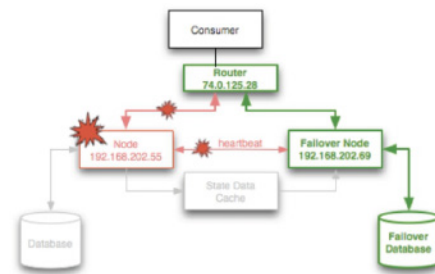 Consumer
Router
74.0.125.28
Node
192.168.202.55
heartbeat
Failover Node
192.168.202.69
State Data
Cache
Database
Failover
Database